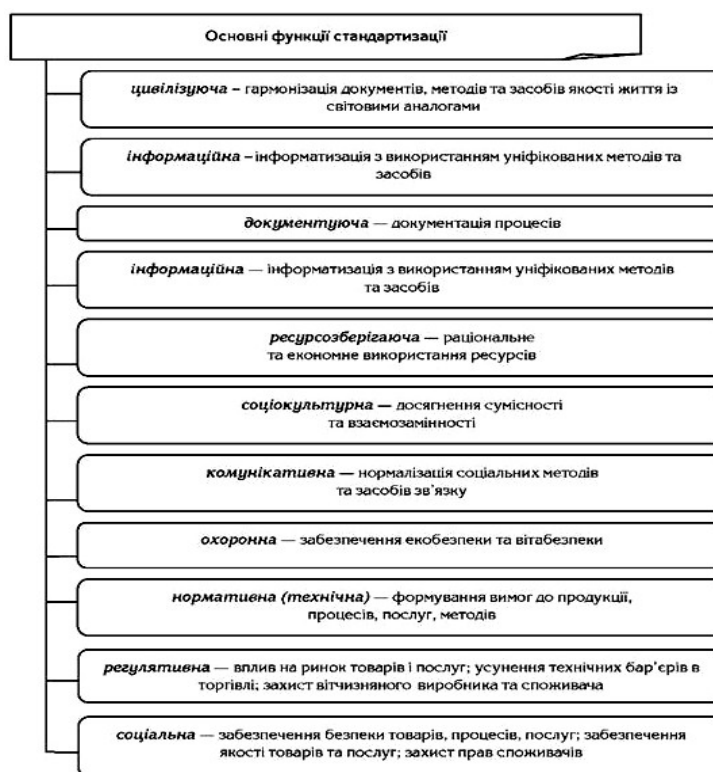 Основні функції стандартизації
цивілізуюча – гармонізація документів, методів та засобів якості життя із
світовими аналогами
інформаційна – інформатизація з використанням уніфікованих методів та
засобів
документуюча — документація процесів
інформаційна — інформатизація з використанням уніфікованих методів
та засобів
ресурсозберігаюча — раціональне
та економне використання ресурсів
соціокультурна — досягнення сумісності
та взаємозамінності
комунікативна — нормалізація соціальних методів
та засобів зв’язку
охоронна — забезпечення екобезпеки та вітабезпеки
нормативна (технічна) — формування вимог до продукції,
процесів, послуг, методів
регулятивна — вплив на ринок товарів і послуг; усунення технічних бар’єрів в
торгівлі; захист вітчизняного виробника та споживача
соціальна — забезпечення безпеки товарів, процесів, послуг; забезпечення
якості товарів та послуг; захист прав споживачів